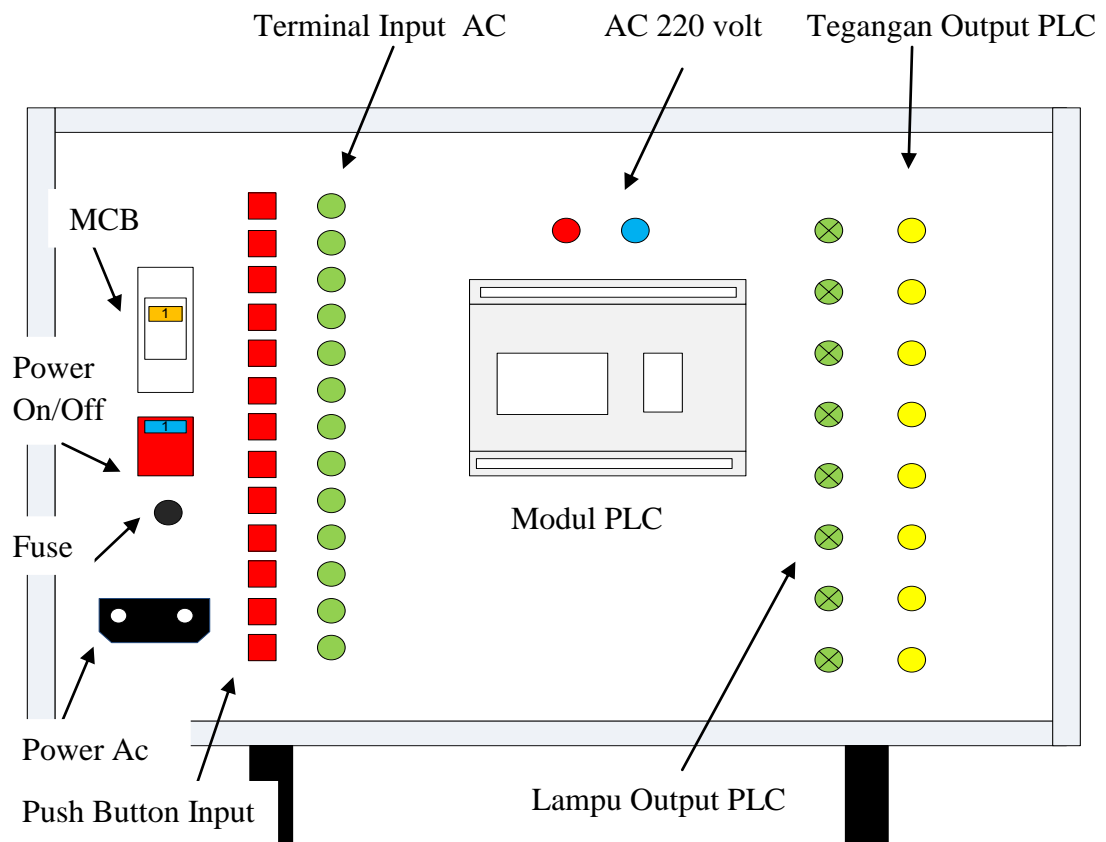 Terminal Input  AC
AC 220 volt
Tegangan Output PLC
MCB
1
Power
On/Off
1
Modul PLC
Fuse
Power Ac
Push Button Input
Lampu Output PLC